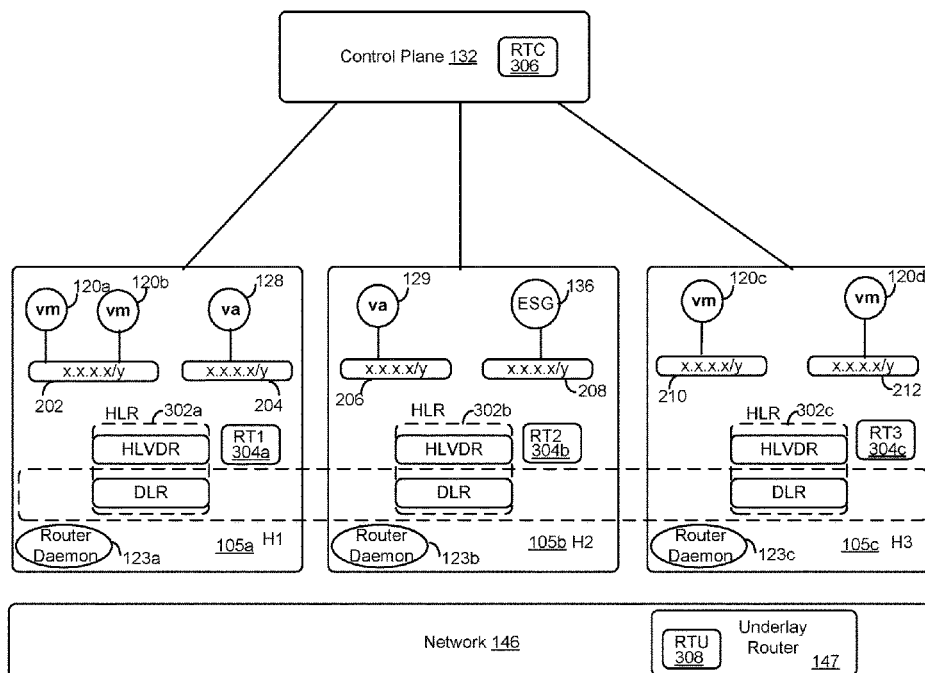 Control Plane 132
RTC
306
120a
120b
128
129
136
120c
120d
vm
vm
va
va
ESG
vm
vm
x.x.x.x/y
x.x.x.x/y
x.x.x.x/y
x.x.x.x/y
x.x.x.x/y
x.x.x.x/y
202
204
206
208
210
212
HLR
302a
HLR
302b
HLR
302c
HLVDR
RT1
304a
HLVDR
RT2
304b
HLVDR
RT3
304c
DLR
DLR
DLR
Router
Daemon
123a
105a H1
Router
Daemon
123b
105b H2
Router
Daemon
123c
105c H3
Network 146
RTU
308
Underlay
Router
147